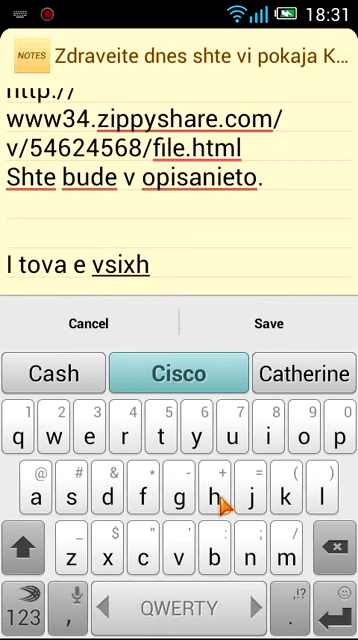 18:31
NOTES Zdraveite dnes shte vi pokaja K...
http://
www34.zippyshare.com/
v/54624568/file.html
Shte bude v opisanieto.
I tova e vsixh
Cancel Save
Cash Cisco Catherine
1 2 3 4 5 6 7 8 9 0
q w e r t y u i o p
@ # & * - + = ( )
a s d f g h j k l
_ $ " ' : ; /
z x c v b n m
123 , QWERTY . ,!?